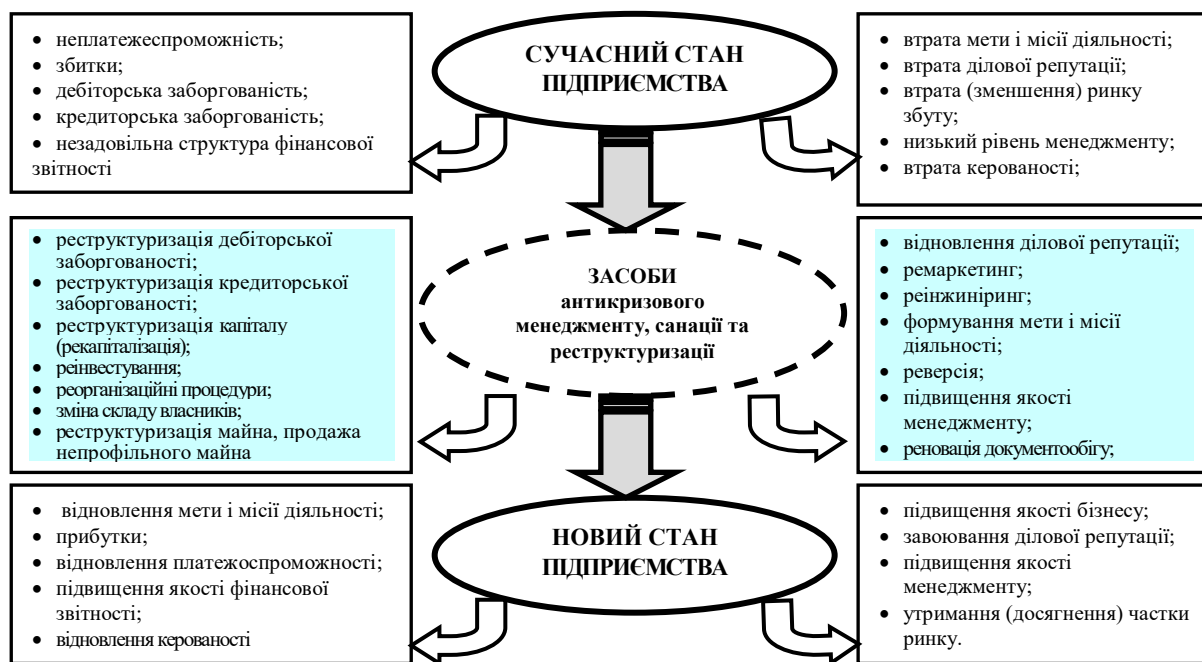 • неплатежеспроможність;
• збитки;
• дебіторська заборгованість;
• кредиторська заборгованість;
• незадовільна структура фінансової
звітності
СУЧАСНИЙ СТАН
ПІДПРИЄМСТВА
• втрата мети і місії діяльності;
• втрата ділової репутації;
• втрата (зменшення) ринку
збуту;
• низький рівень менеджменту;
• втрата керованості;
• реструктуризація дебіторської
заборгованості;
• реструктуризація кредиторської
заборгованості;
• реструктуризація капіталу
(рекапіталізація);
• реінвестування;
• реорганізаційні процедури;
• зміна складу власників;
• реструктуризація майна, продажа
непрофільного майна
ЗАСОБИ
антикризового
менеджменту, санації та
реструктуризації
• відновлення ділової репутації;
• ремаркетинг;
• реінжиніринг;
• формування мети і місії
діяльності;
• реверсія;
• підвищення якості
менеджменту;
• реновація документообігу;
• відновлення мети і місії діяльності;
• прибутки;
• відновлення платежоспроможності;
• підвищення якості фінансової
звітності;
• відновлення керованості
НОВИЙ СТАН
ПІДПРИЄМСТВА
• підвищення якості бізнесу;
• завоювання ділової репутації;
• підвищення якості
менеджменту;
• утримання (досягнення) частки
ринку.